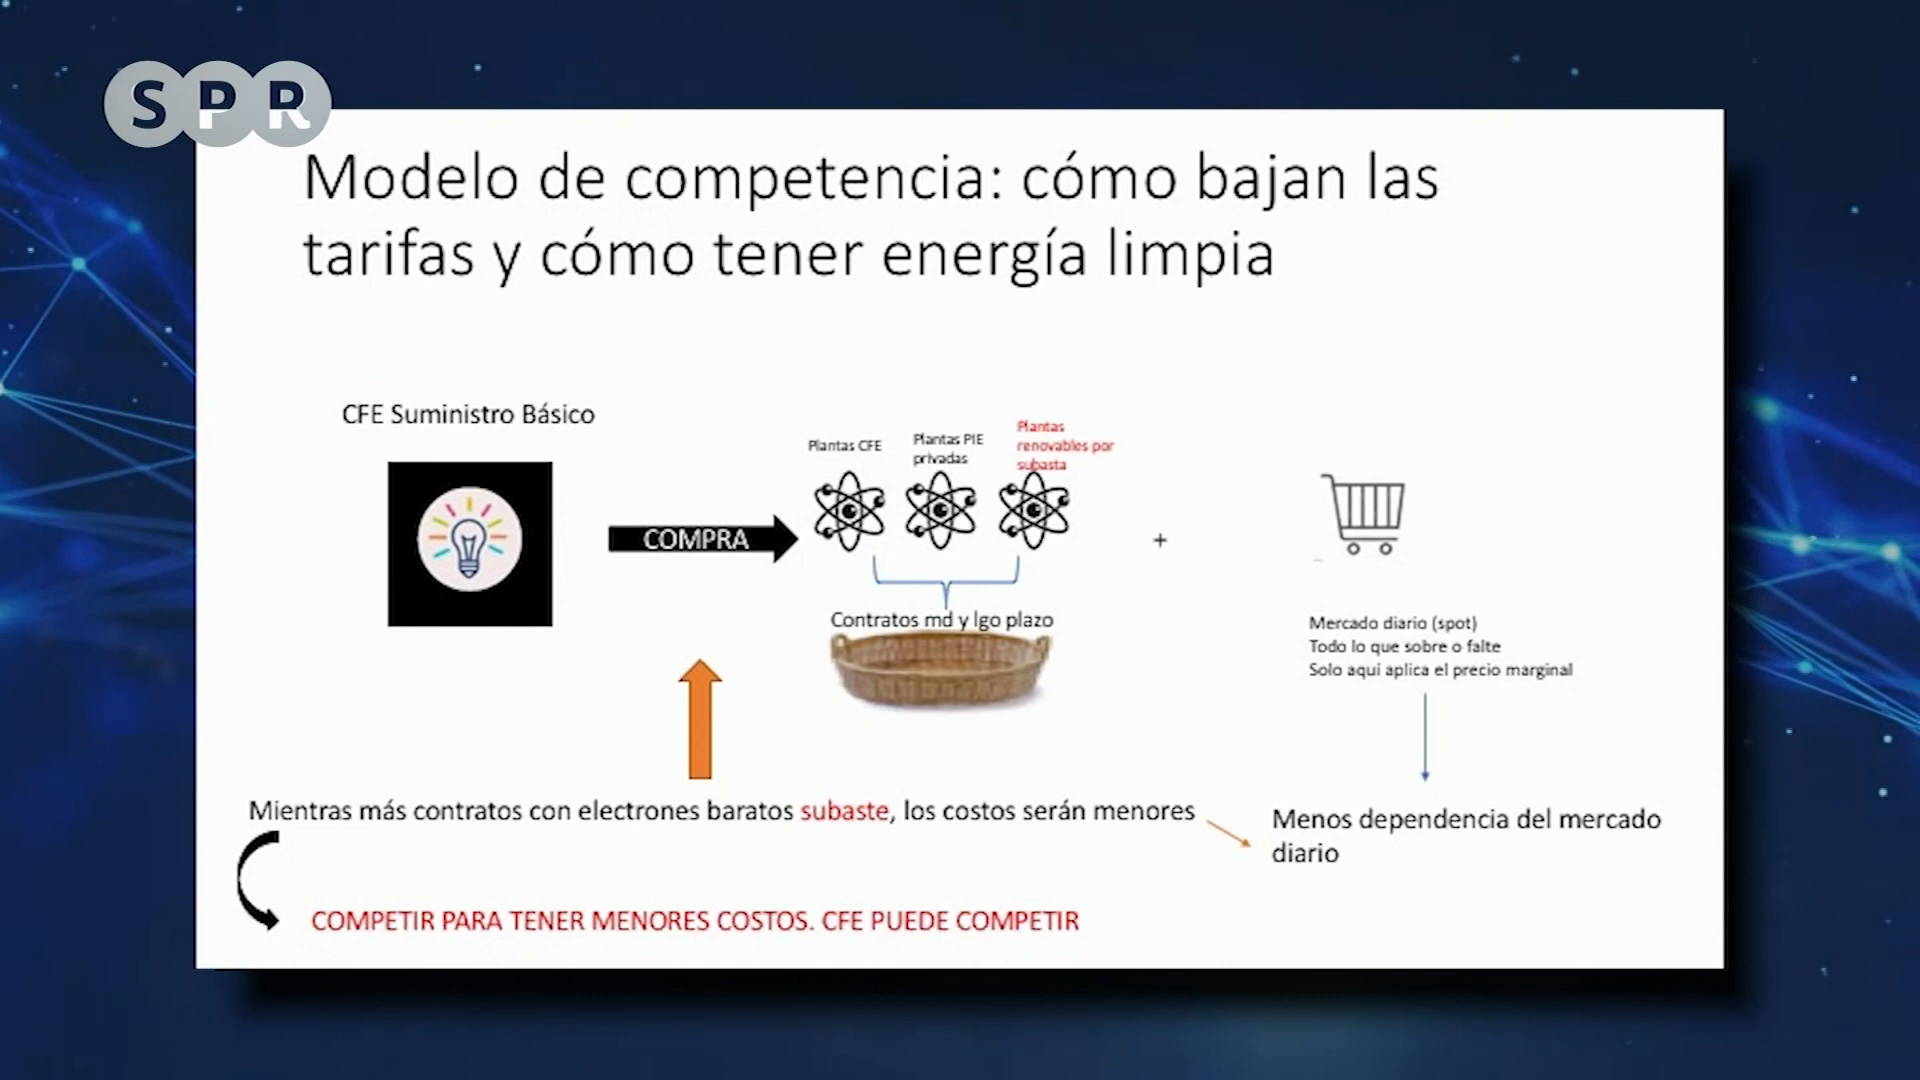 SPR
Modelo de competencia: cómo bajan las
tarifas y cómo tener energía limpia
CFE Suministro Básico
COMPRA
Plantas CFE
Plantas PIE
privadas
Plantas
renovables por
subasta
+
Contratos md y lgo plazo
Mercado diario (spot)
Todo lo que sobre o falte
Solo aquí aplica el precio marginal
Mientras más contratos con electrones baratos subaste, los costos serán menores
Menos dependencia del mercado
diario
COMPETIR PARA TENER MENORES COSTOS. CFE PUEDE COMPETIR